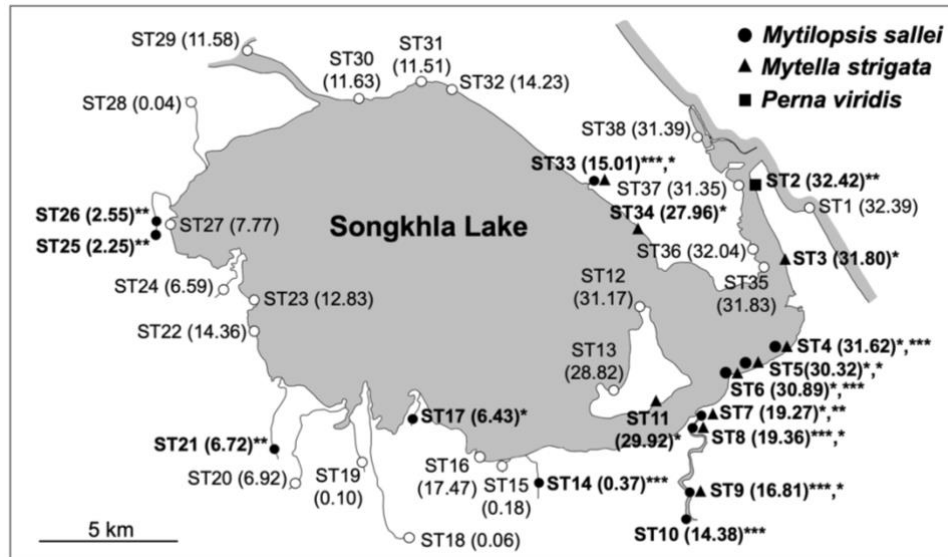 ST29 (11.58)
ST30
(11.63)
ST31
(11.51)
ST32 (14.23)
● Mytilopsis sallei
▲ Mytella strigata
■ Perna viridis
ST28 (0.04)
ST38 (31.39)
ST33 (15.01)***,*
ST37 (31.35)
ST2 (32.42)**
ST1 (32.39)
ST26 (2.55)**
ST27 (7.77)
ST25 (2.25)**
Songkhla Lake
ST34 (27.96)*
ST36 (32.04)
ST3 (31.80)*
ST35
(31.83)
ST24 (6.59)
ST23 (12.83)
ST12
(31.17)
ST22 (14.36)
ST13
(28.82)
ST4 (31.62)*,***
ST5(30.32)*,*
ST6 (30.89)*,***
ST7 (19.27)*,**
ST8 (19.36)***,*
ST11
(29.92)*
ST17 (6.43)*
ST21 (6.72)**
ST20 (6.92)
ST19
(0.10)
ST16
(17.47)
ST15
(0.18)
ST14 (0.37)***
ST9 (16.81)***,*
ST10 (14.38)***
ST18 (0.06)
5 km